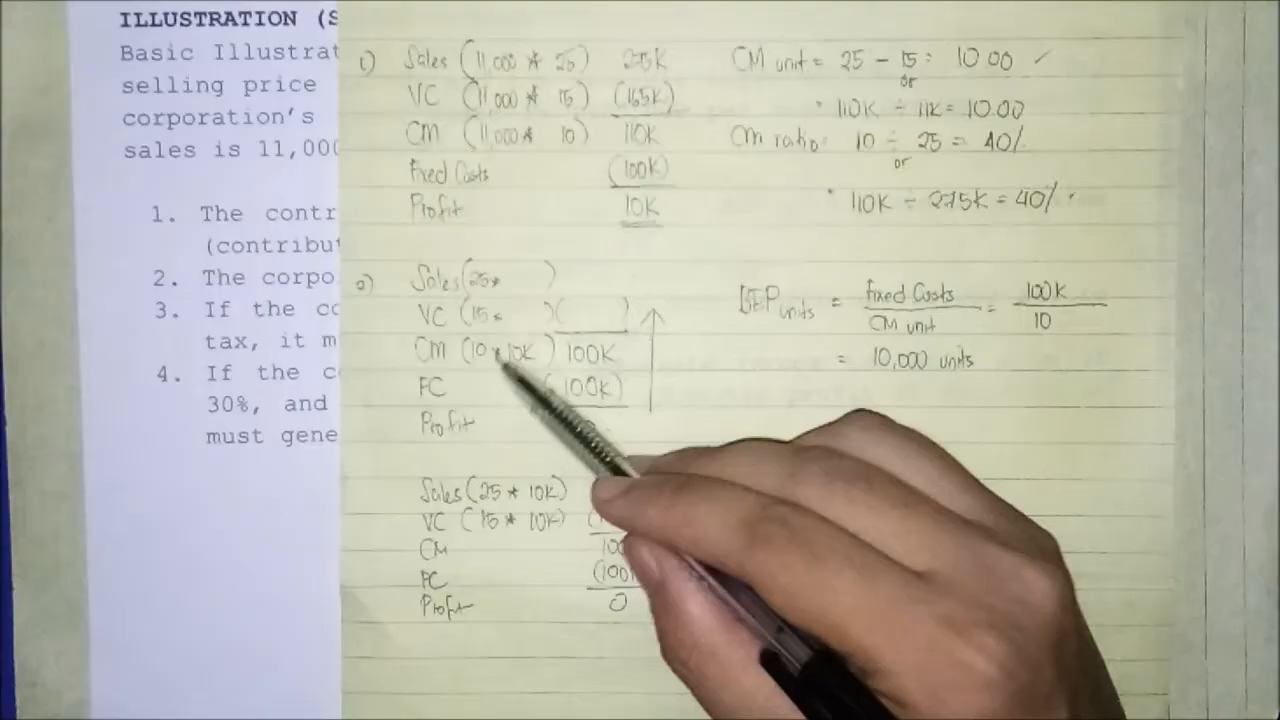 ILLUSTRATION (S
Basic Illustrat
selling price
corporation's
sales is 11,000
1. The contr
(contribut
2. The corpo
3. If the co
tax, it m
4. If the c
30%, and
must gene
1) Sales (11,000 * 25) 275K
VC (11,000 * 15) (165K)
CM (11,000 * 10) 110K
Fixed Costs (100K)
Profit 10K
CM unit = 25 - 15 = 10.00 ✓
or
110K ÷ 11K = 10.00
CM ratio = 10 ÷ 25 = 40%
or
110K ÷ 275K = 40%
2) Sales (25* )
VC (15* ) ( )
CM (10 * 10K) 100K
FC (100K)
Profit
BEP units = Fixed Costs / CM unit = 100K / 10
= 10,000 units
Sales (25 * 10K)
VC (15 * 10K) (
CM 100
FC (100K
Profit 0